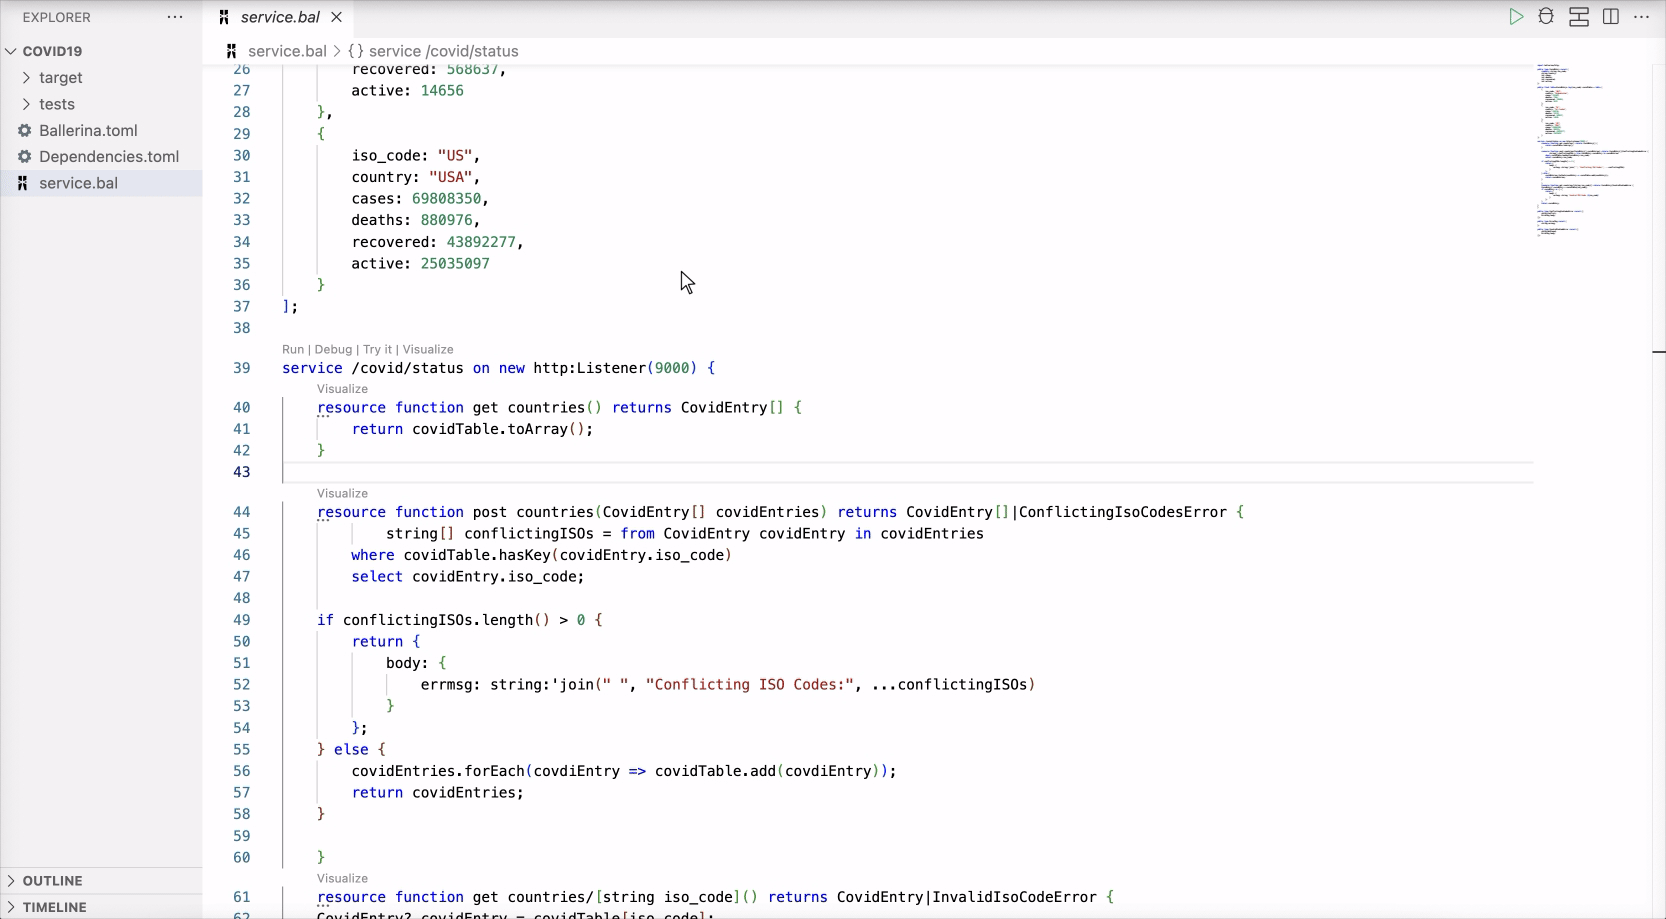 EXPLORER
service.bal
COVID19
service.bal > {} service /covid/status
target
tests
Ballerina.toml
Dependencies.toml
service.bal
26 recovered: 568637,
27 active: 14656
28 },
29 {
30 iso_code: "US",
31 country: "USA",
32 cases: 69808350,
33 deaths: 880976,
34 recovered: 43892277,
35 active: 25035097
36 }
37 ];
38
Run | Debug | Try it | Visualize
39 service /covid/status on new http:Listener(9000) {
Visualize
40 resource function get countries() returns CovidEntry[] {
41 return covidTable.toArray();
42 }
43
Visualize
44 resource function post countries(CovidEntry[] covidEntries) returns CovidEntry[]|ConflictingIsoCodesError {
45 string[] conflictingISOs = from CovidEntry covidEntry in covidEntries
46 where covidTable.hasKey(covidEntry.iso_code)
47 select covidEntry.iso_code;
48
49 if conflictingISOs.length() > 0 {
50 return {
51 body: {
52 errmsg: string:'join(" ", "Conflicting ISO Codes:", ...conflictingISOs)
53 }
54 };
55 } else {
56 covidEntries.forEach(covdiEntry => covidTable.add(covdiEntry));
57 return covidEntries;
58 }
59
60 }
Visualize
61 resource function get countries/[string iso_code]() returns CovidEntry|InvalidIsoCodeError {
62 CovidEntry? covidEntry = covidTable[iso_code];
OUTLINE
TIMELINE